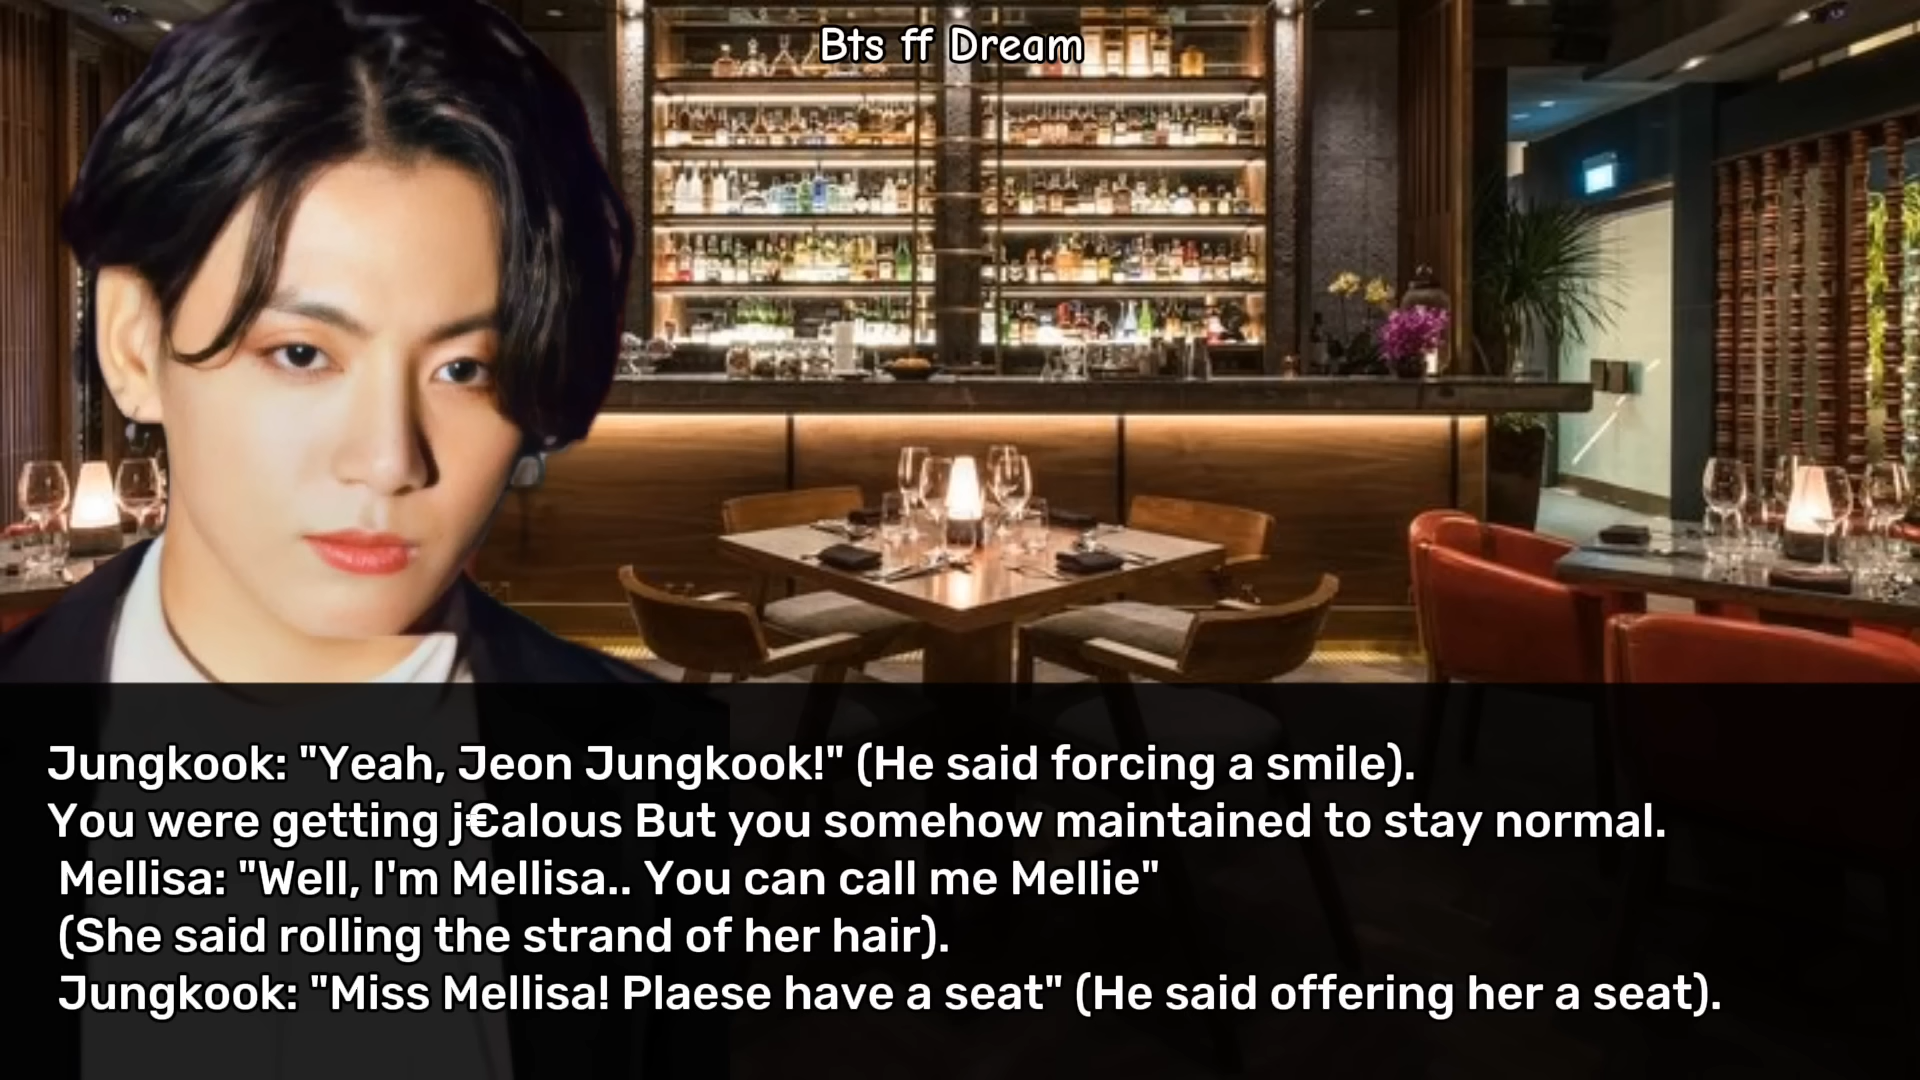 Bts ff Dream
Jungkook: "Yeah, Jeon Jungkook!" (He said forcing a smile).
You were getting j€alous But you somehow maintained to stay normal.
Mellisa: "Well, I'm Mellisa.. You can call me Mellie"
(She said rolling the strand of her hair).
Jungkook: "Miss Mellisa! Plaese have a seat" (He said offering her a seat).